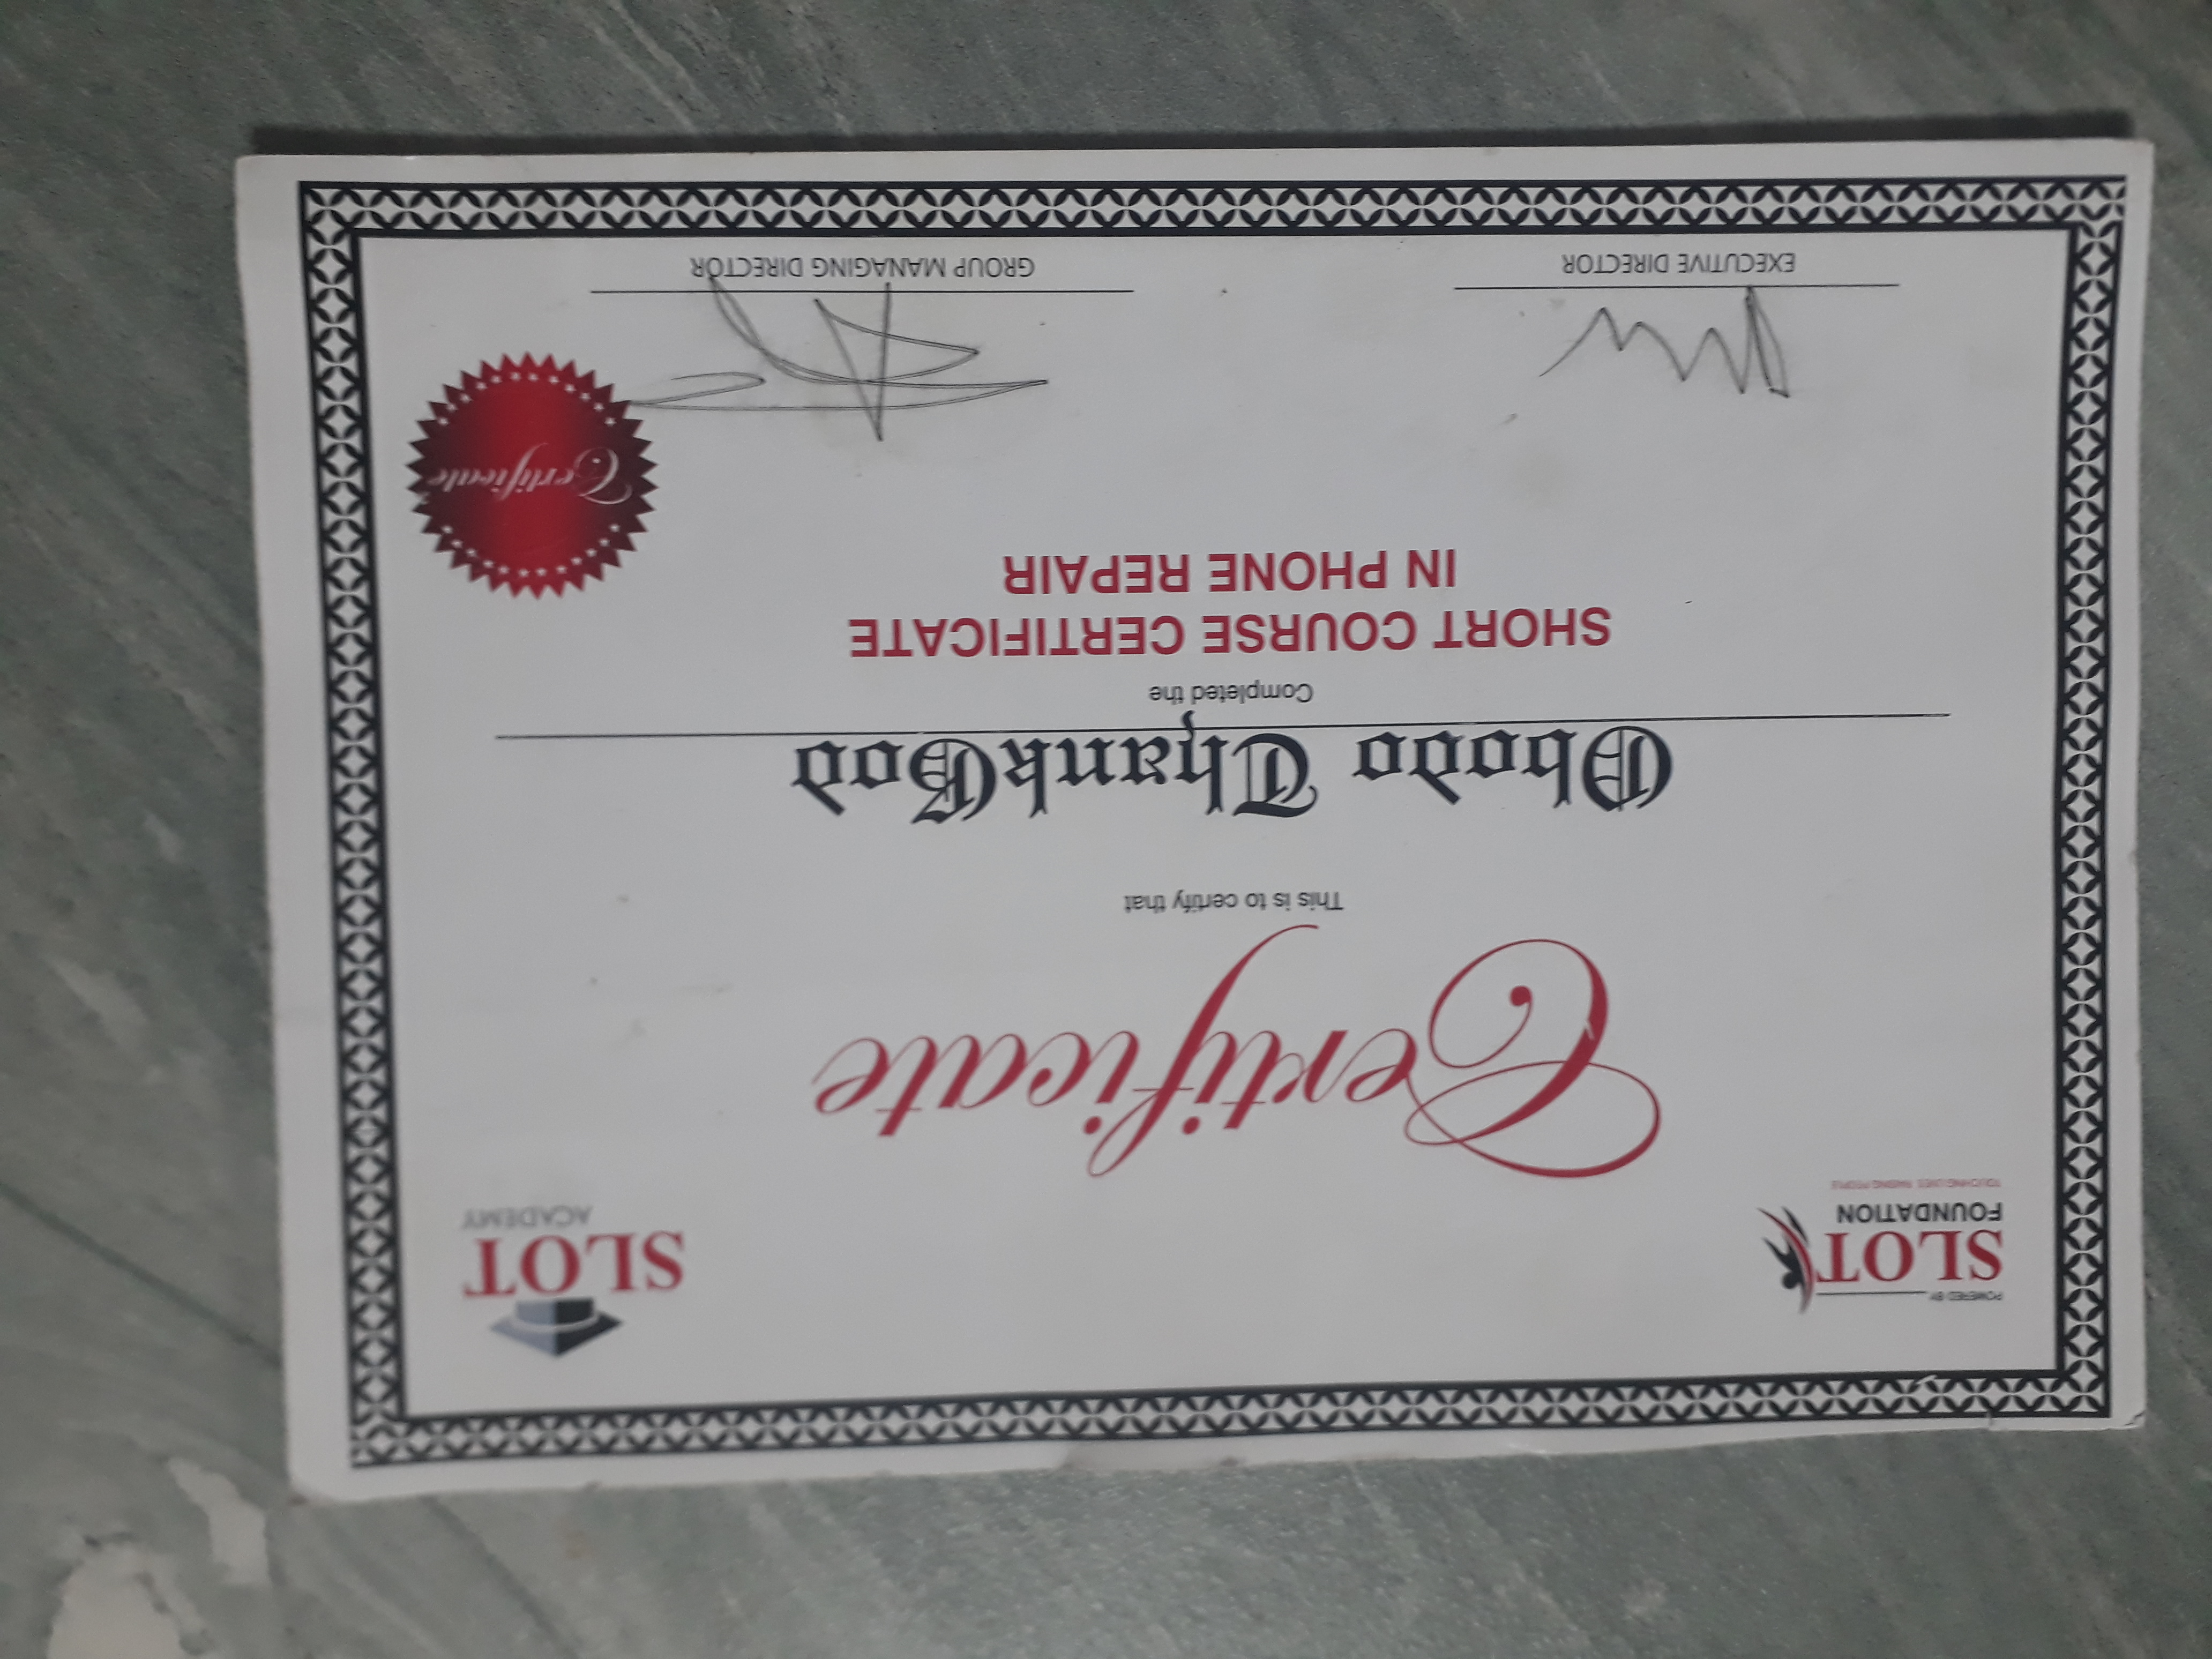 POWERED BY
SLOT
FOUNDATION
TOUCHING LIVES RAISING PEOPLE
SLOT
ACADEMY
Certificate
This is to certify that
Obodo ThankGod
Completed the
SHORT COURSE CERTIFICATE
IN PHONE REPAIR
Certificate
EXECUTIVE DIRECTOR
GROUP MANAGING DIRECTOR